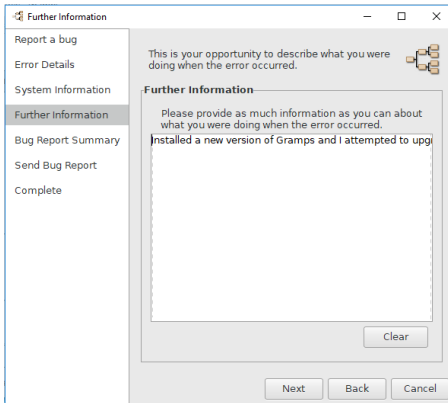 Further Information
Report a bug
Error Details
System Information
Further Information
Bug Report Summary
Send Bug Report
Complete
This is your opportunity to describe what you were
doing when the error occurred.
Further Information
Please provide as much information as you can about
what you were doing when the error occurred.
Installed a new version of Gramps and I attempted to upg
Clear
Next
Back
Cancel